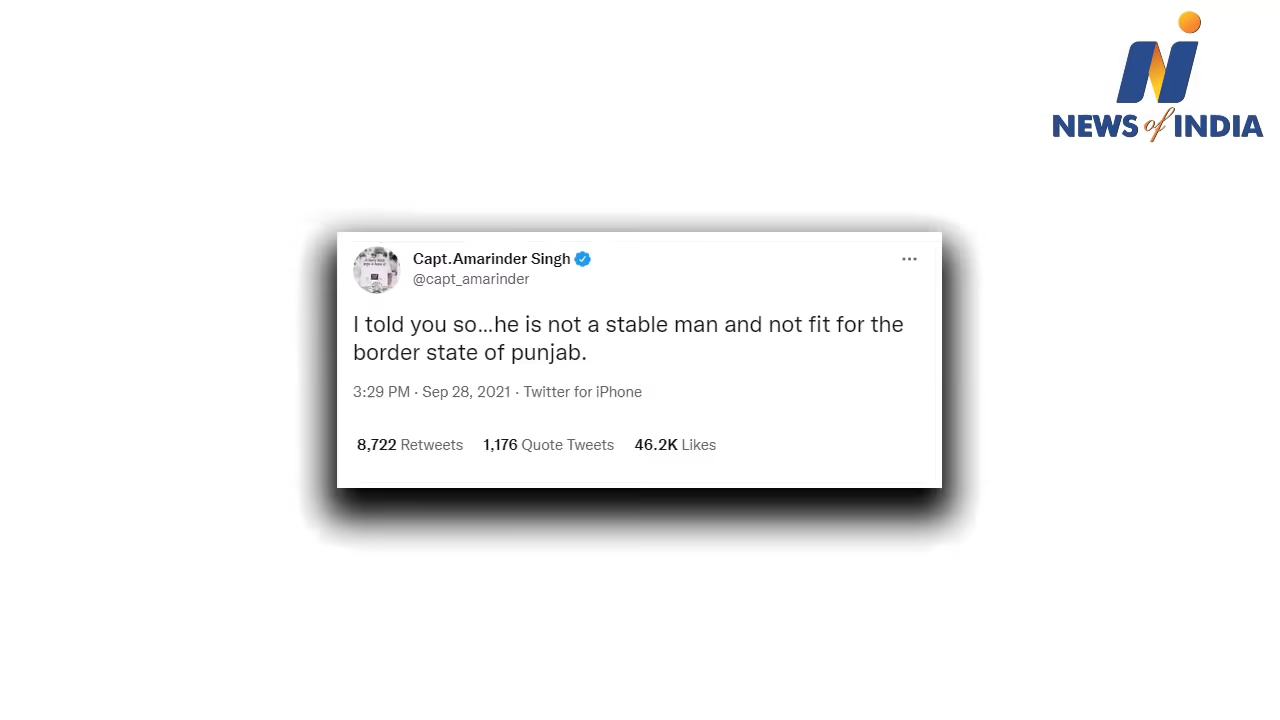 NEWS of INDIA
Capt.Amarinder Singh
@capt_amarinder
I told you so...he is not a stable man and not fit for the
border state of punjab.
3:29 PM · Sep 28, 2021 · Twitter for iPhone
8,722 Retweets 1,176 Quote Tweets 46.2K Likes